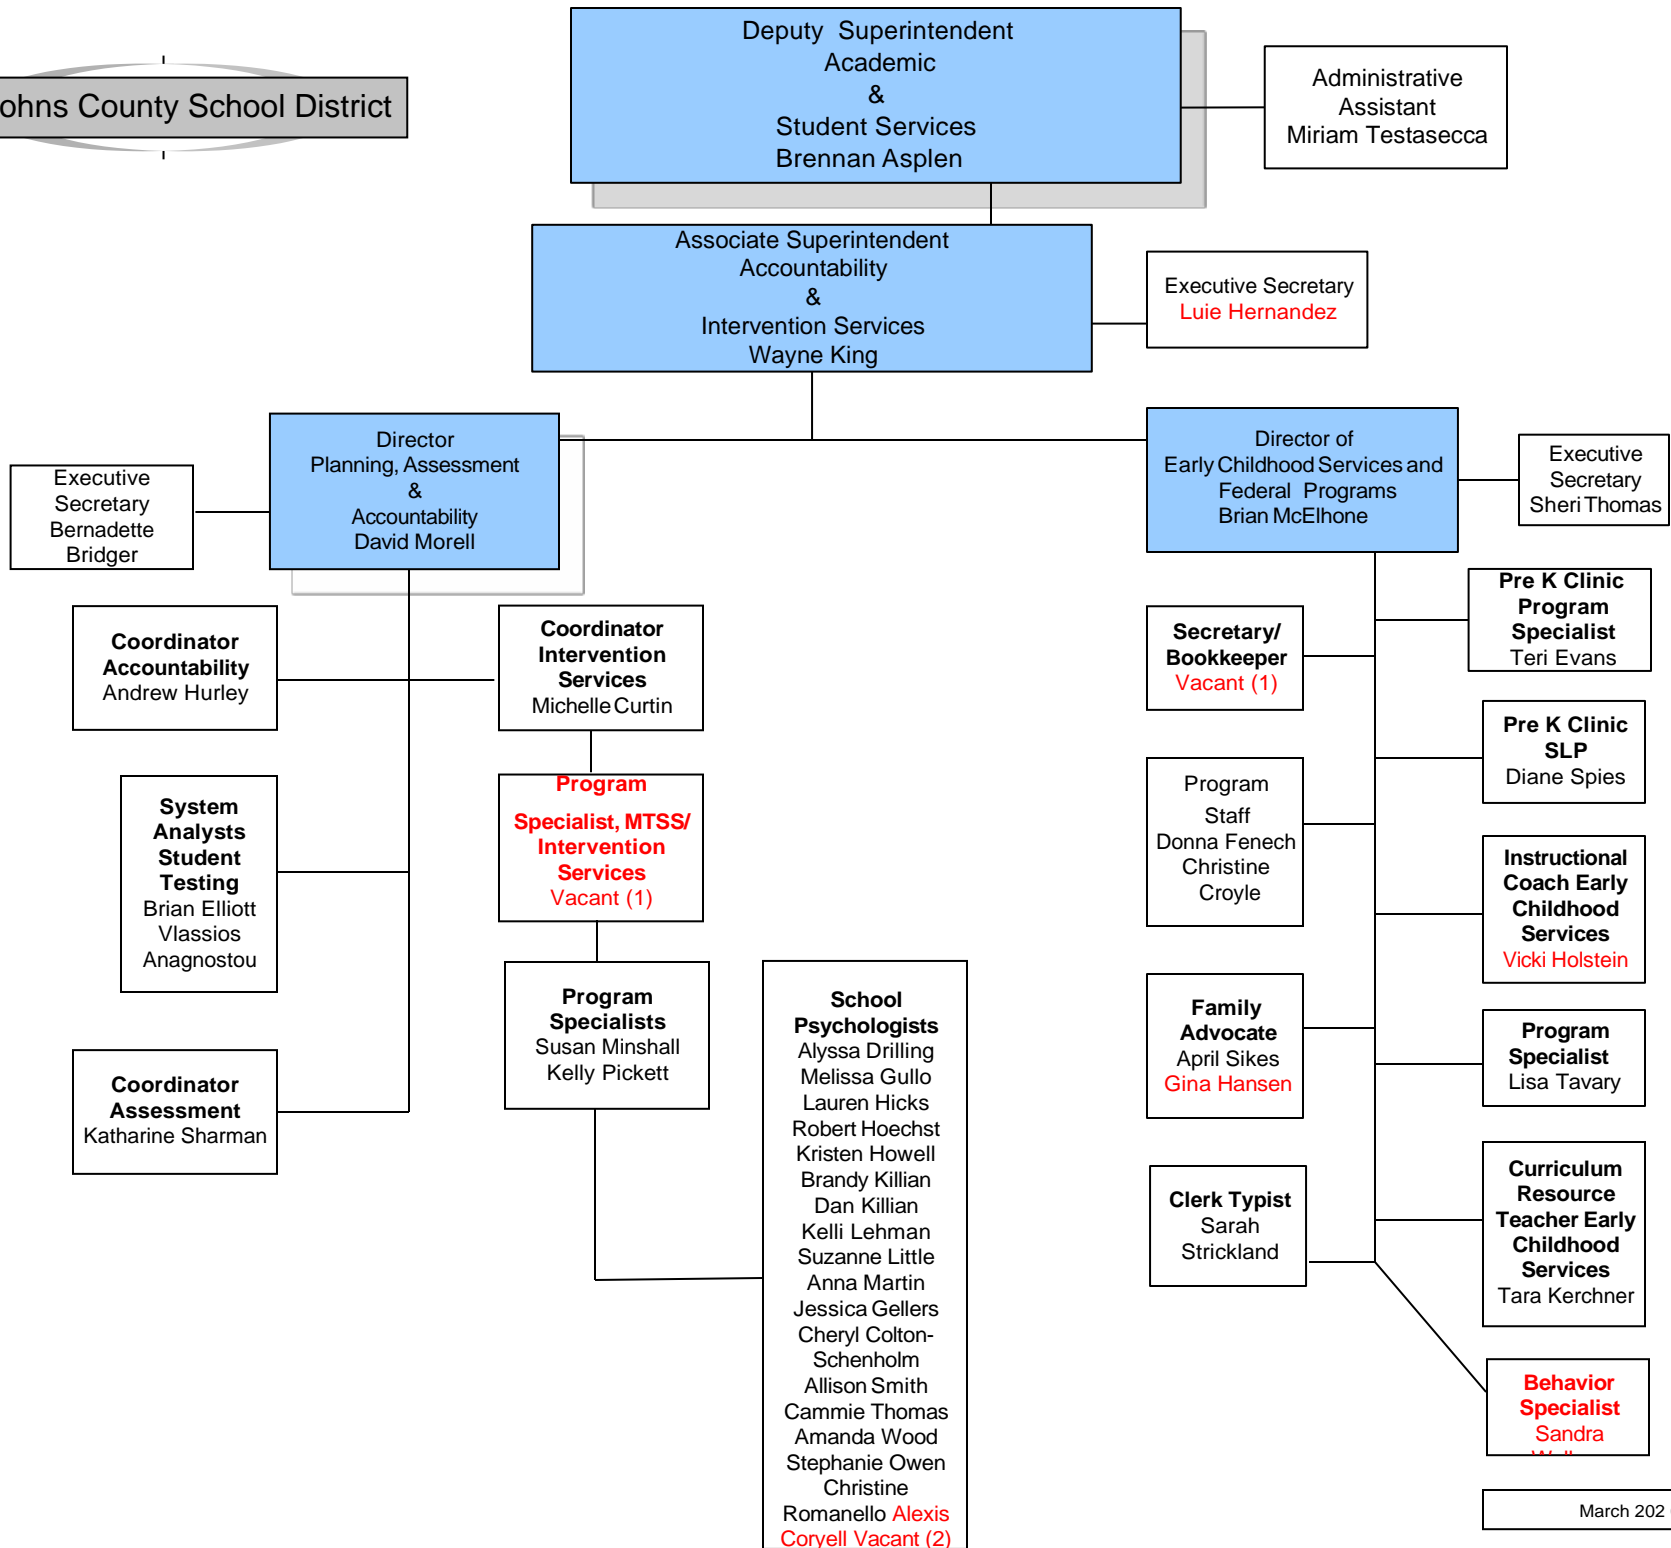 Deputy Superintendent
Academic
&
Student Services
Brennan Asplen
Administrative
Assistant
Miriam Testasecca
ohns County School District
Associate Superintendent
Accountability
&
Intervention Services
Wayne King
Executive Secretary
Luie Hernandez
Director
Planning, Assessment
&
Accountability
David Morell
Executive
Secretary
Bernadette
Bridger
Director of
Early Childhood Services and
Federal Programs
Brian McElhone
Executive
Secretary
Sheri Thomas
Coordinator
Accountability
Andrew Hurley
Coordinator
Intervention
Services
Michelle Curtin
System
Analysts
Student
Testing
Brian Elliott
Vlassios
Anagnostou
Program
Specialist, MTSS/
Intervention
Services
Vacant (1)
Coordinator
Assessment
Katharine Sharman
Program
Specialists
Susan Minshall
Kelly Pickett
School
Psychologists
Alyssa Drilling
Melissa Gullo
Lauren Hicks
Robert Hoechst
Kristen Howell
Brandy Killian
Dan Killian
Kelli Lehman
Suzanne Little
Anna Martin
Jessica Gellers
Cheryl Colton-
Schenholm
Allison Smith
Cammie Thomas
Amanda Wood
Stephanie Owen
Christine
Romanello Alexis
Coryell Vacant (2)
Secretary/
Bookkeeper
Vacant (1)
Program
Staff
Donna Fenech
Christine
Croyle
Family
Advocate
April Sikes
Gina Hansen
Clerk Typist
Sarah
Strickland
Pre K Clinic
Program
Specialist
Teri Evans
Pre K Clinic
SLP
Diane Spies
Instructional
Coach Early
Childhood
Services
Vicki Holstein
Program
Specialist
Lisa Tavary
Curriculum
Resource
Teacher Early
Childhood
Services
Tara Kerchner
Behavior
Specialist
Sandra
March 202